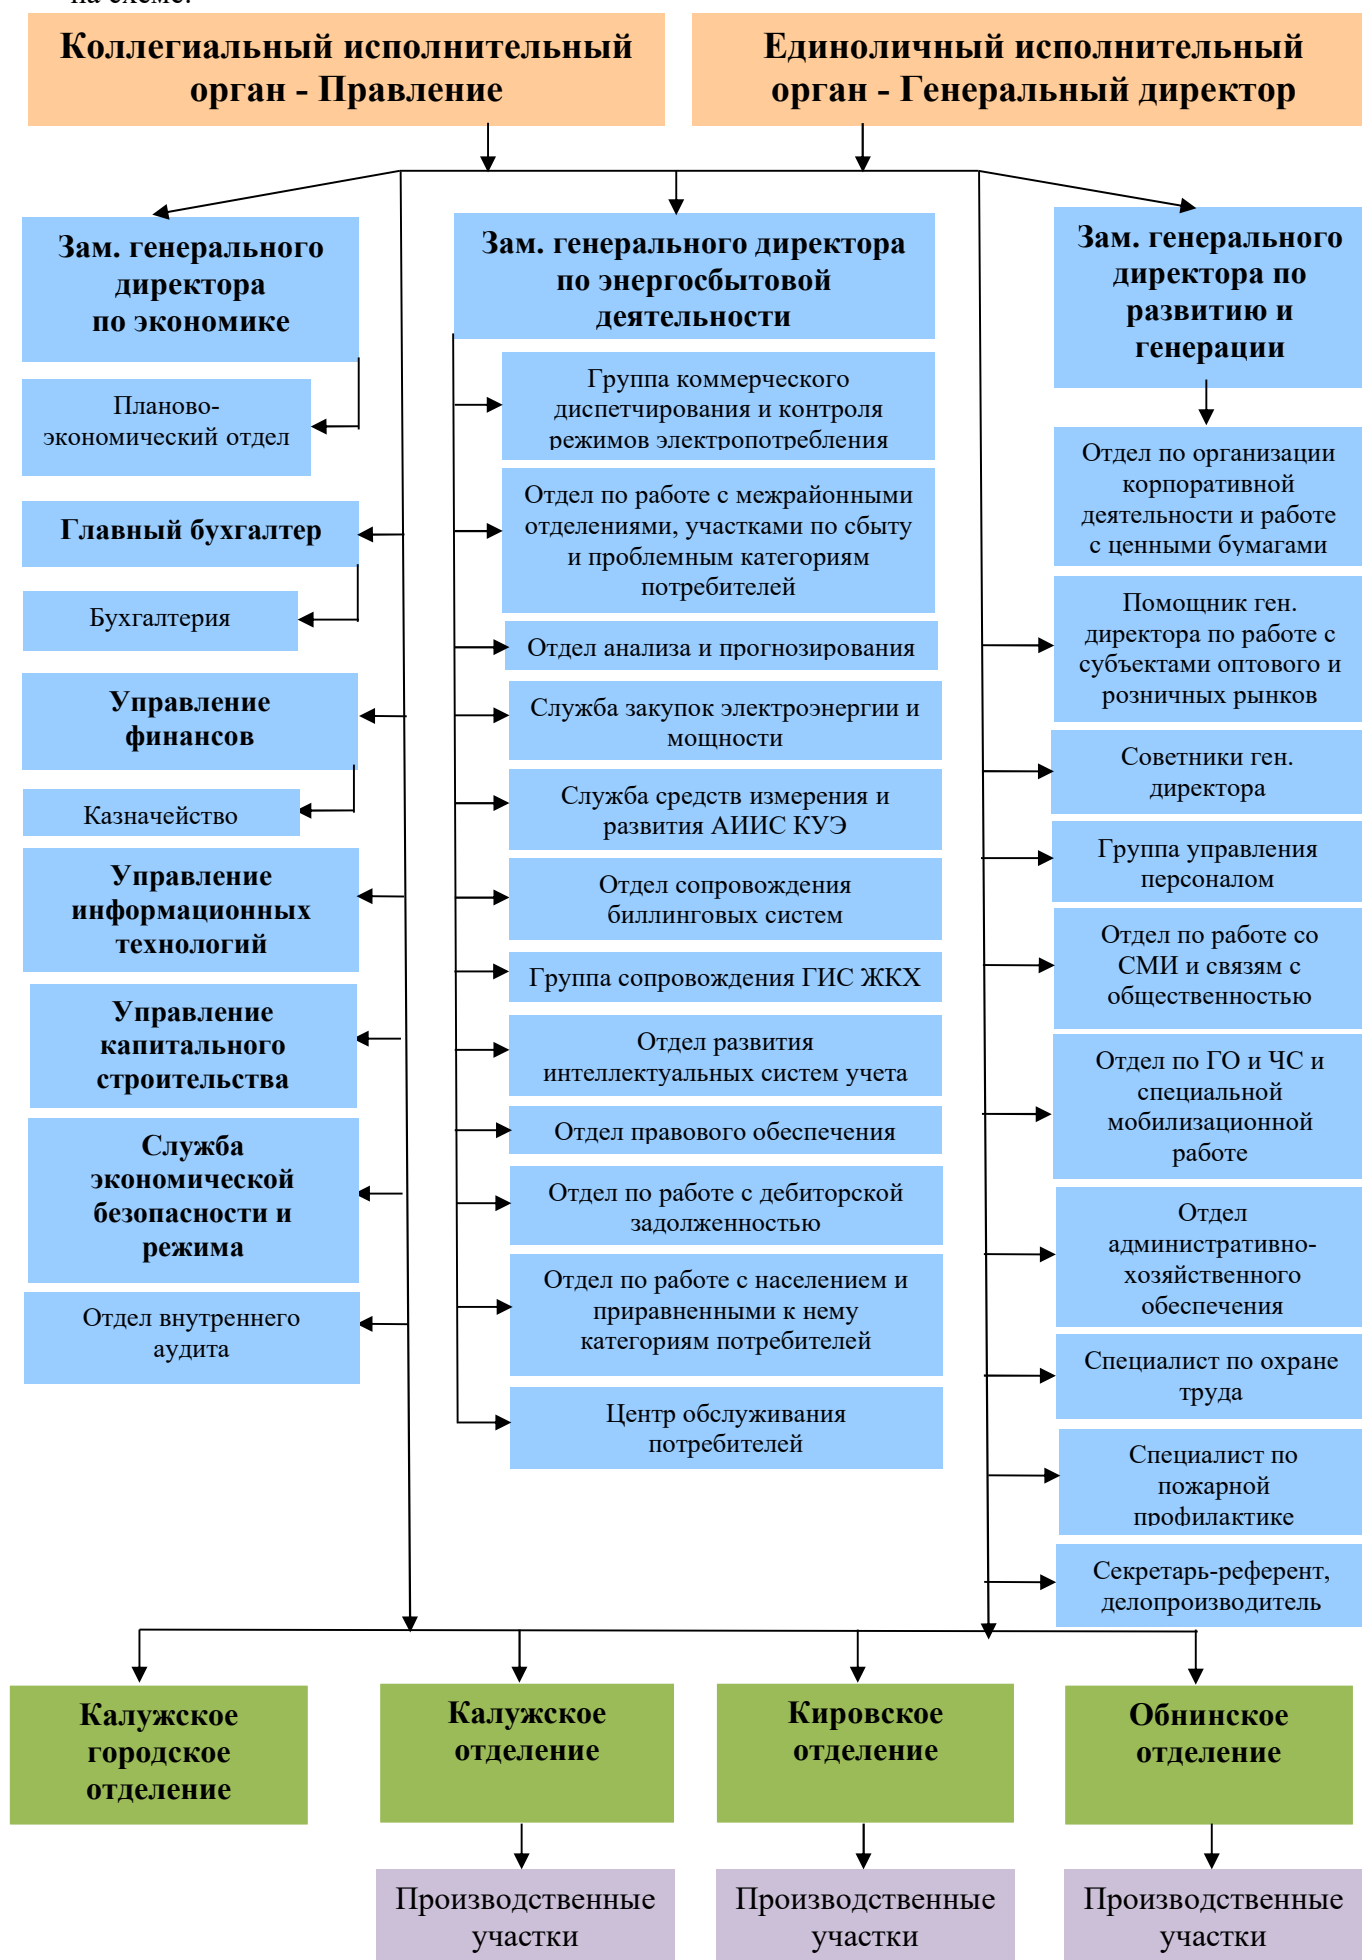 на схеме.
Коллегиальный исполнительный
орган - Правление
Единоличный исполнительный
орган - Генеральный директор
Зам. генерального
директора
по экономике
Планово-
экономический отдел
Главный бухгалтер
Бухгалтерия
Управление
финансов
Казначейство
Управление
информационных
технологий
Управление
капитального
строительства
Служба
экономической
безопасности и
режима
Отдел внутреннего
аудита
Зам. генерального директора
по энергосбытовой
деятельности
Группа коммерческого
диспетчирования и контроля
режимов электропотребления
Отдел по работе с межрайонными
отделениями, участками по сбыту
и проблемным категориям
потребителей
Отдел анализа и прогнозирования
Служба закупок электроэнергии и
мощности
Служба средств измерения и
развития АИИС КУЭ
Отдел сопровождения
биллинговых систем
Группа сопровождения ГИС ЖКХ
Отдел развития
интеллектуальных систем учета
Отдел правового обеспечения
Отдел по работе с дебиторской
задолженностью
Отдел по работе с населением и
приравненными к нему
категориям потребителей
Центр обслуживания
потребителей
Зам. генерального
директора по
развитию и
генерации
Отдел по организации
корпоративной
деятельности и работе
с ценными бумагами
Помощник ген.
директора по работе с
субъектами оптового и
розничных рынков
Советники ген.
директора
Группа управления
персоналом
Отдел по работе со
СМИ и связям с
общественностью
Отдел по ГО и ЧС и
специальной
мобилизационной
работе
Отдел
административно-
хозяйственного
обеспечения
Специалист по охране
труда
Специалист по
пожарной
профилактике
Секретарь-референт,
делопроизводитель
Калужское
городское
отделение
Калужское
отделение
Кировское
отделение
Обнинское
отделение
Производственные
участки
Производственные
участки
Производственные
участки